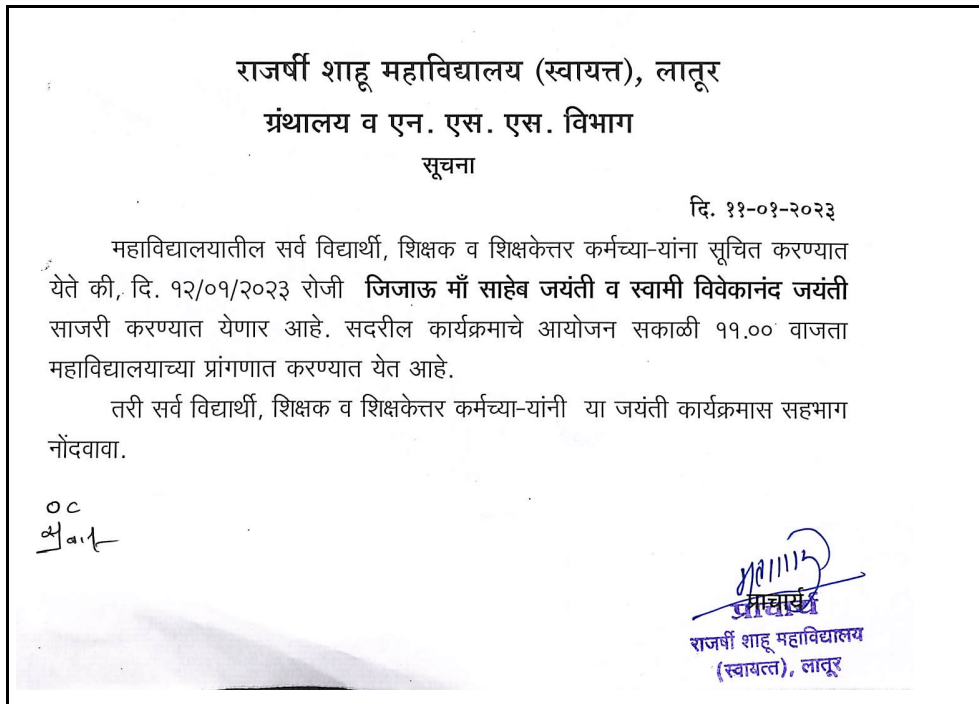 राजर्षी शाहू महाविद्यालय (स्वायत्त), लातूर
ग्रंथालय व एन. एस. एस. विभाग
सूचना
दि. ११-०१-२०२३
महाविद्यालयातील सर्व विद्यार्थी, शिक्षक व शिक्षकेत्तर कर्मच्या-यांना सूचित करण्यात
येते की, दि. १२/०१/२०२३ रोजी जिजाऊ माँ साहेब जयंती व स्वामी विवेकानंद जयंती
साजरी करण्यात येणार आहे. सदरील कार्यक्रमाचे आयोजन सकाळी ११.०० वाजता
महाविद्यालयाच्या प्रांगणात करण्यात येत आहे.
तरी सर्व विद्यार्थी, शिक्षक व शिक्षकेत्तर कर्मच्या-यांनी या जयंती कार्यक्रमास सहभाग
नोंदवावा.
OC
प्राचार्य
प्राचार्य
राजर्षी शाहू महाविद्यालय
(स्वायत्त), लातूर